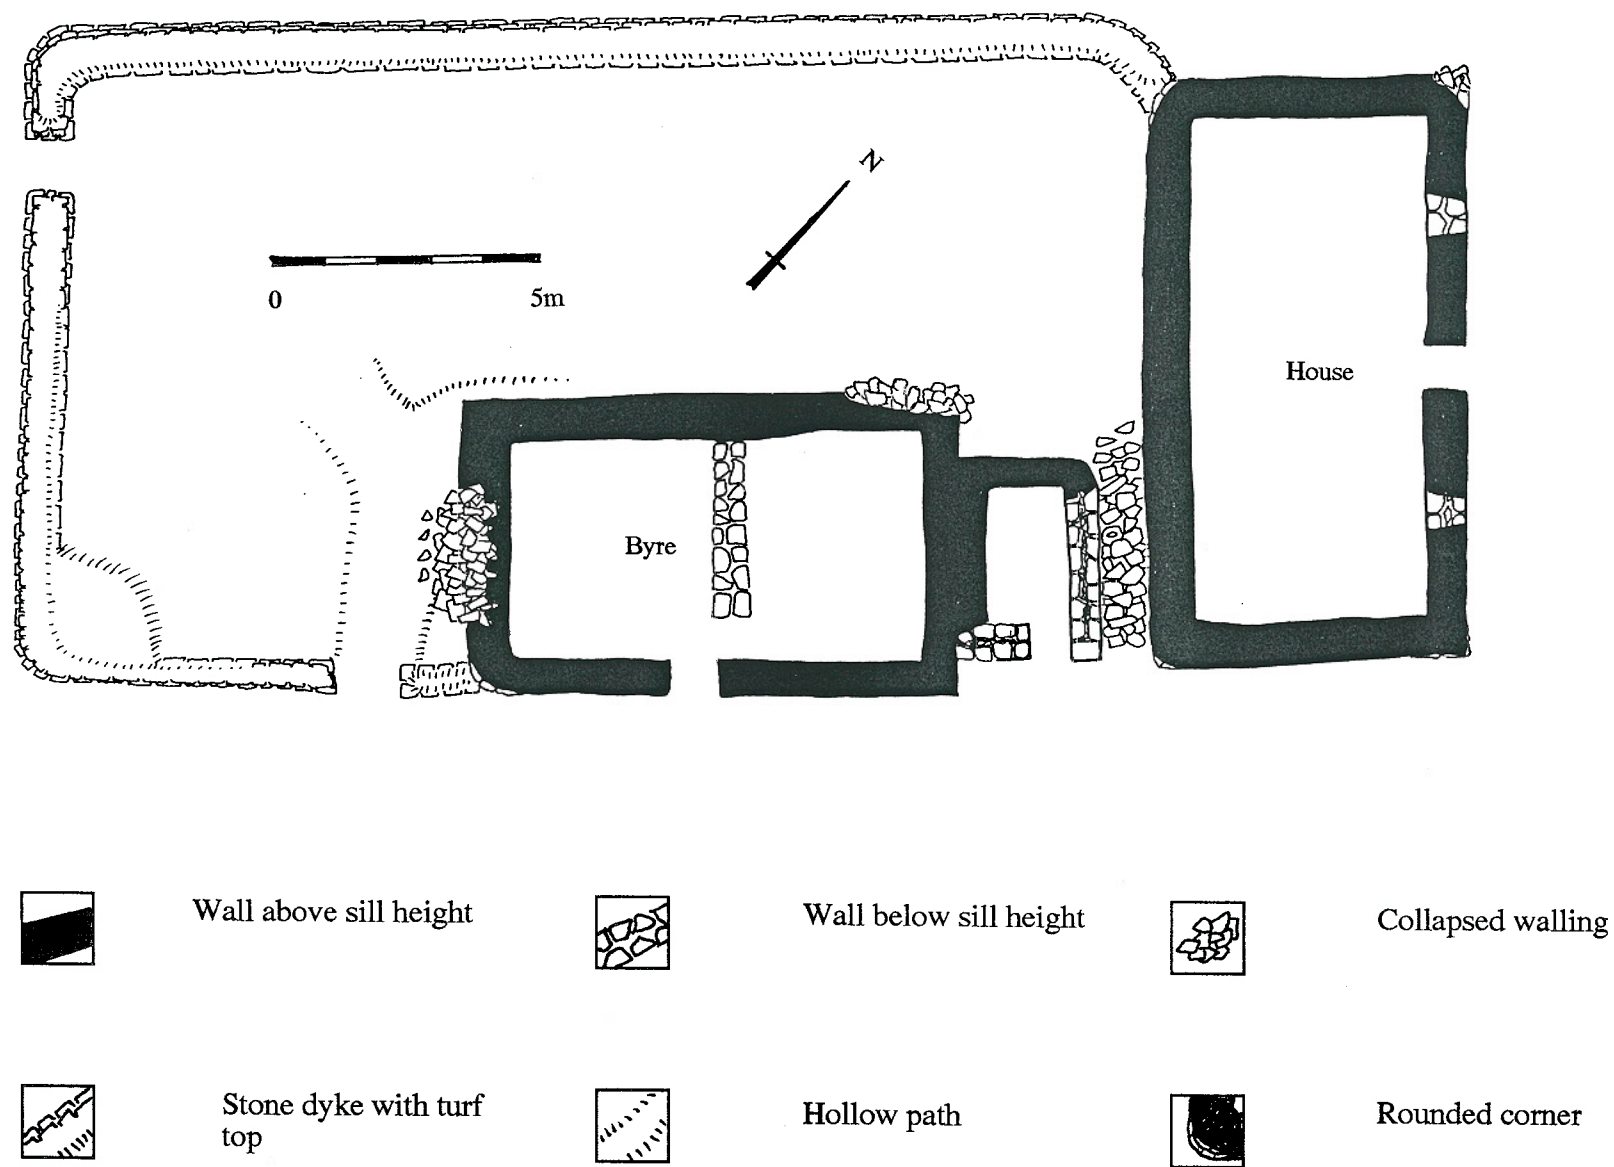 N
0 5m
House
Byre
Wall above sill height
Wall below sill height
Collapsed walling
Stone dyke with turf
top
Hollow path
Rounded corner